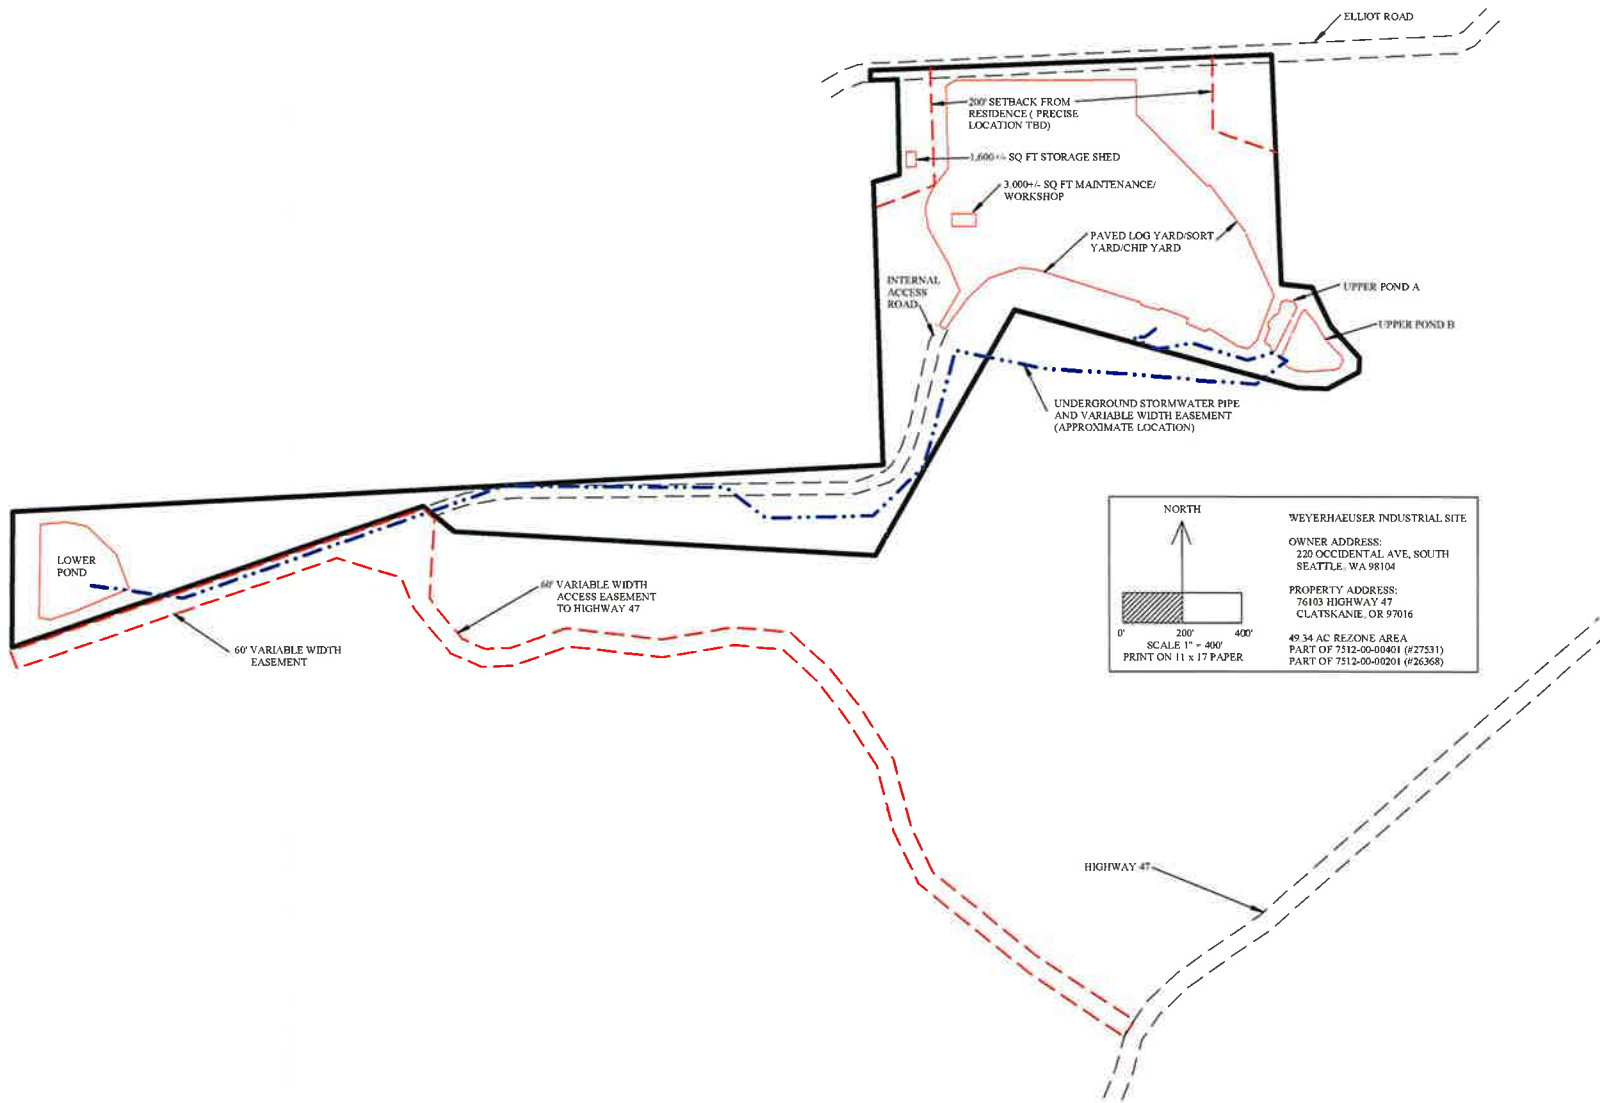 ELLIOT ROAD
200' SETBACK FROM
RESIDENCE ( PRECISE
LOCATION TBD)
1,600+/- SQ FT STORAGE SHED
3,000+/- SQ FT MAINTENANCE/
WORKSHOP
PAVED LOG YARD/SORT
YARD/CHIP YARD
INTERNAL
ACCESS
ROAD
UPPER POND A
UPPER POND B
UNDERGROUND STORMWATER PIPE
AND VARIABLE WIDTH EASEMENT
(APPROXIMATE LOCATION)
LOWER
POND
60' VARIABLE WIDTH
ACCESS EASEMENT
TO HIGHWAY 47
60' VARIABLE WIDTH
EASEMENT
NORTH
0' 200' 400'
SCALE 1" = 400'
PRINT ON 11 x 17 PAPER
WEYERHAEUSER INDUSTRIAL SITE
OWNER ADDRESS:
220 OCCIDENTAL AVE, SOUTH
SEATTLE, WA 98104
PROPERTY ADDRESS:
76103 HIGHWAY 47
CLATSKANIE, OR 97016
49.34 AC REZONE AREA
PART OF 7512-00-00401 (#27531)
PART OF 7512-00-00201 (#26368)
HIGHWAY 47